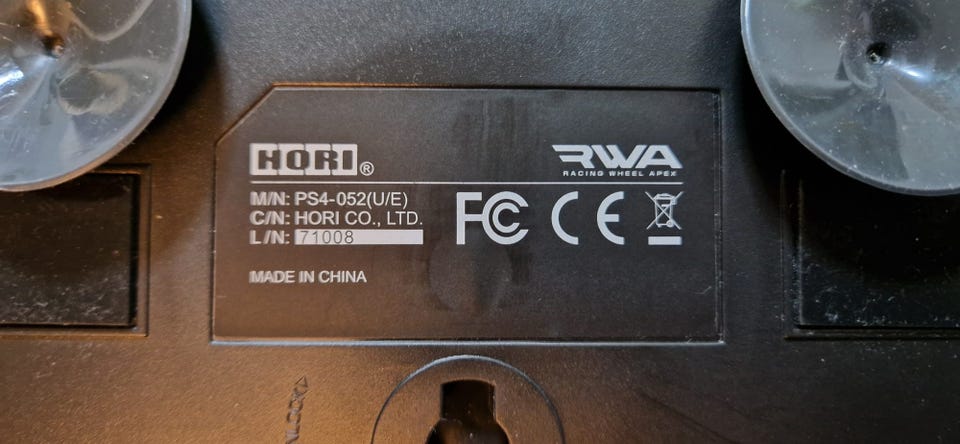 HORI®
RWA
RACING WHEEL APEX
M/N: PS4-052(U/E)
C/N: HORI CO., LTD.
L/N: 71008
FC CE
MADE IN CHINA